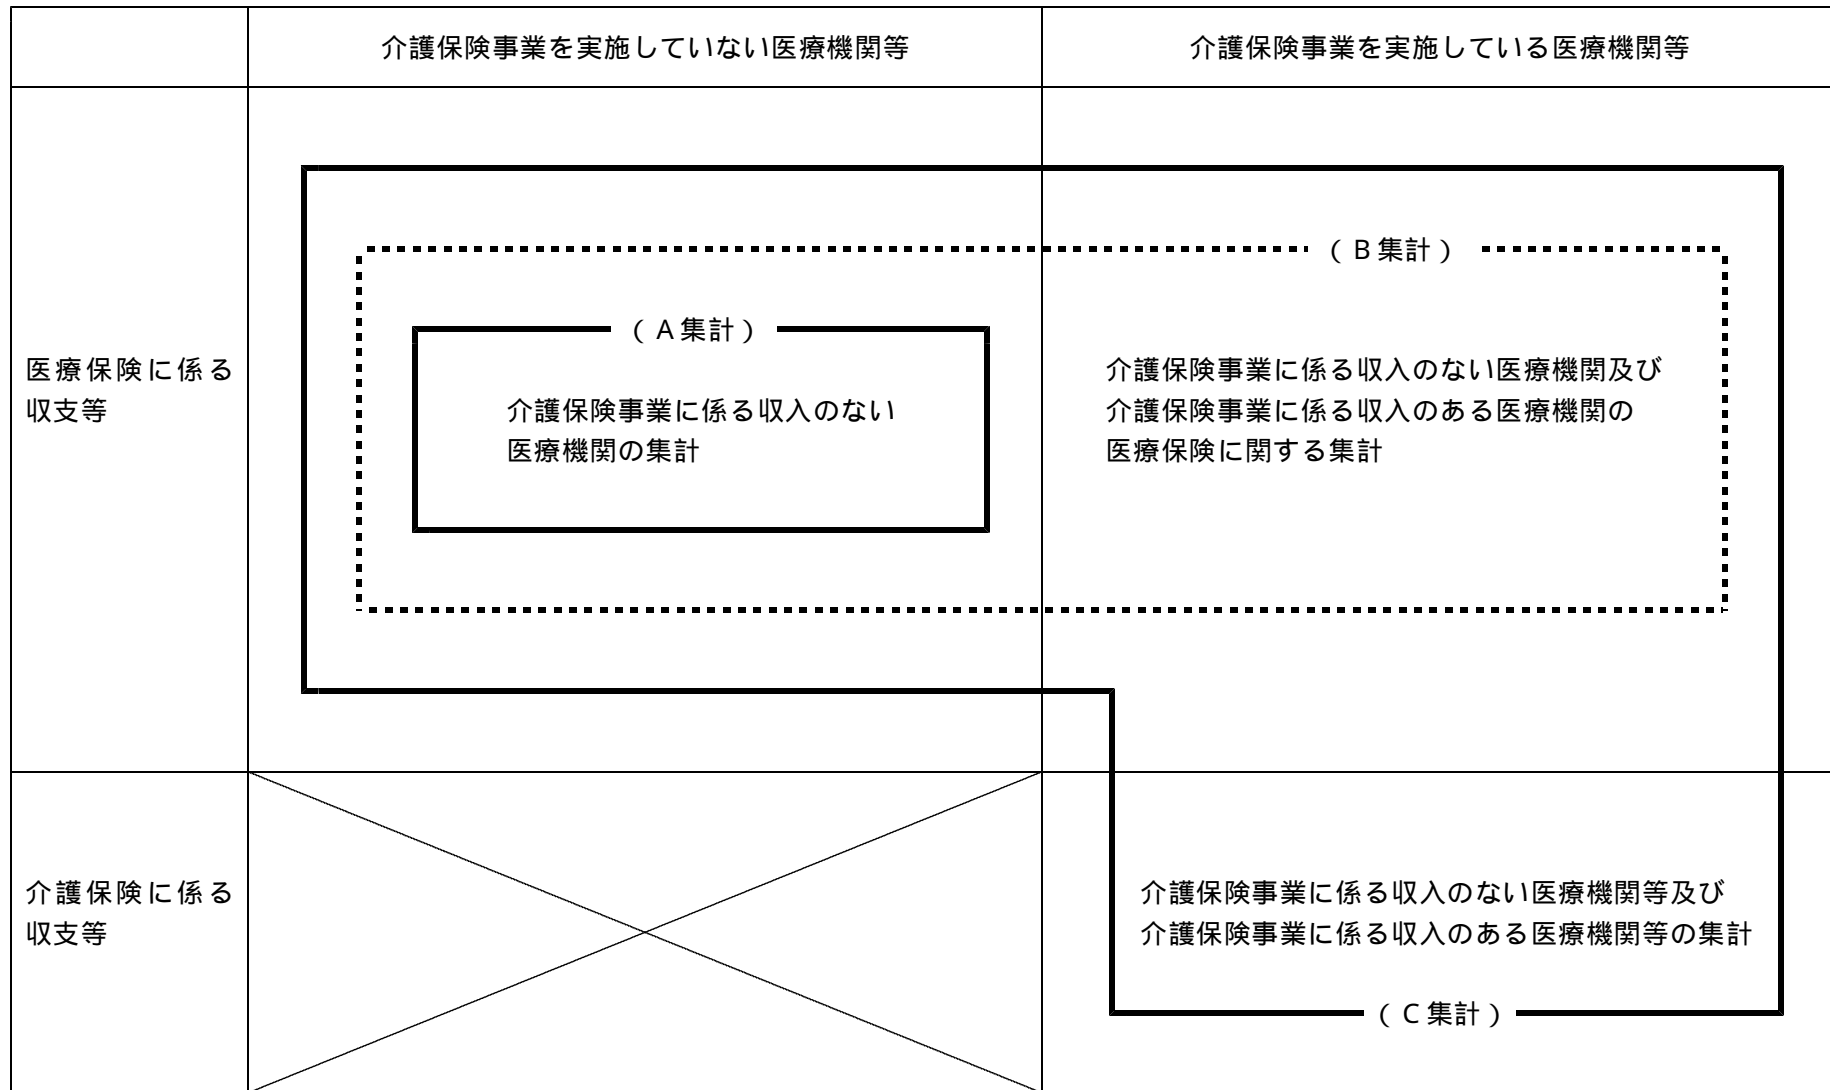 介護保険事業を実施していない医療機関等
介護保険事業を実施している医療機関等
医療保険に係る
収支等
(B集計)
(A集計)
介護保険事業に係る収入のない
医療機関の集計
介護保険事業に係る収入のない医療機関及び
介護保険事業に係る収入のある医療機関の
医療保険に関する集計
介護保険に係る
収支等
介護保険事業に係る収入のない医療機関等及び
介護保険事業に係る収入のある医療機関等の集計
(C集計)